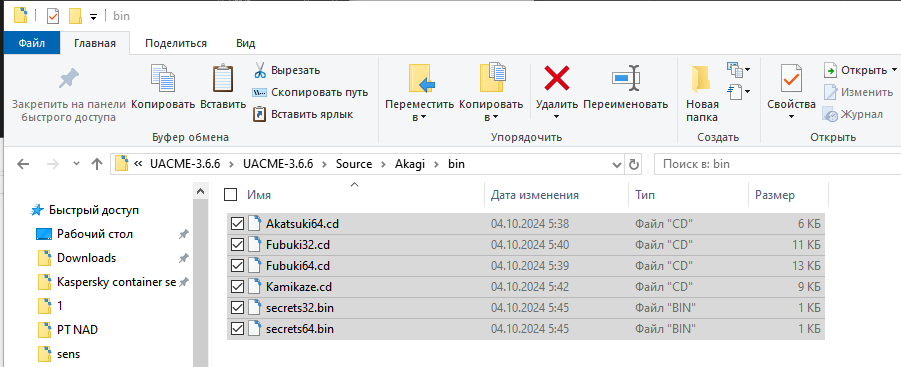 bin
Файл
Главная
Поделиться
Вид
Закрепить на панели
быстрого доступа
Копировать
Вставить
Вырезать
Скопировать путь
Вставить ярлык
Буфер обмена
Переместить
в
Копировать
в
Удалить
Переименовать
Упорядочить
Новая
папка
Создать
Свойства
Открыть
Изменить
Журнал
Открыть
« UACME-3.6.6 > UACME-3.6.6 > Source > Akagi > bin
Поиск в: bin
Быстрый доступ
Рабочий стол
Downloads
Kaspersky container se
1
PT NAD
sens
Имя Дата изменения Тип Размер
Akatsuki64.cd 04.10.2024 5:38 Файл "CD" 6 КБ
Fubuki32.cd 04.10.2024 5:40 Файл "CD" 11 КБ
Fubuki64.cd 04.10.2024 5:39 Файл "CD" 13 КБ
Kamikaze.cd 04.10.2024 5:42 Файл "CD" 9 КБ
secrets32.bin 04.10.2024 5:45 Файл "BIN" 1 КБ
secrets64.bin 04.10.2024 5:45 Файл "BIN" 1 КБ